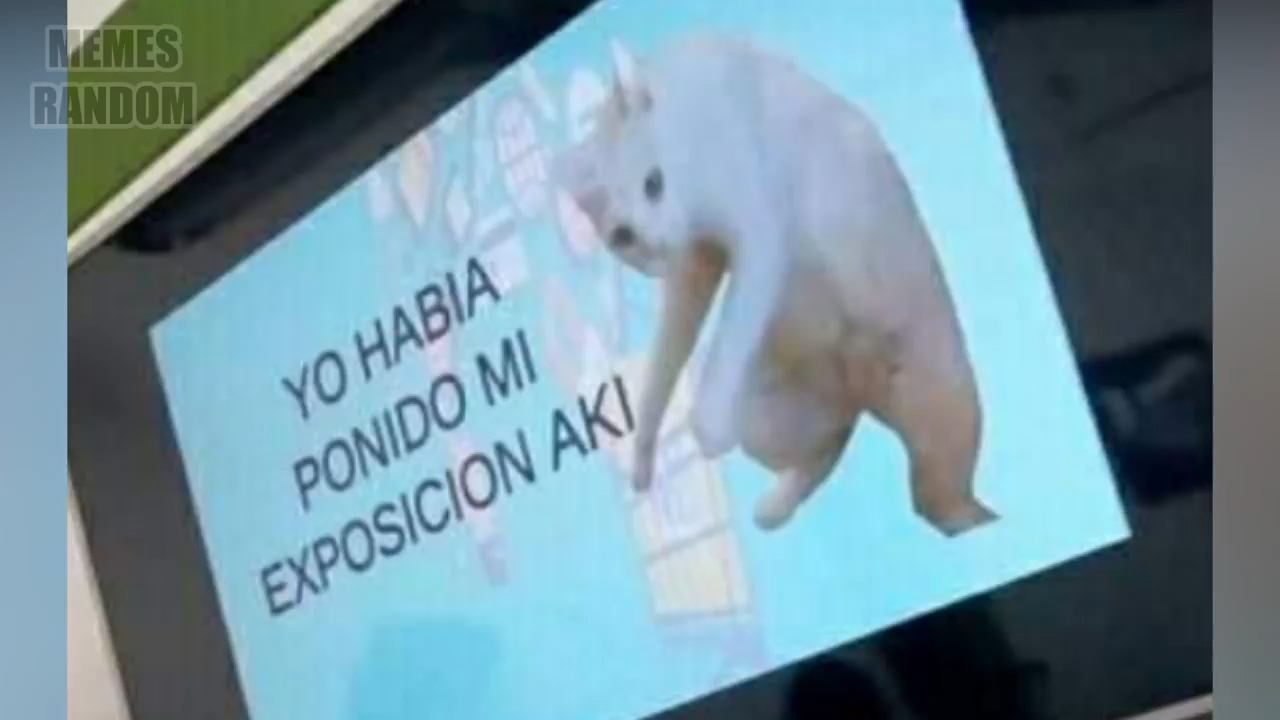 MEMES
RANDOM
YO HABIA
PONIDO MI
EXPOSICION AKI